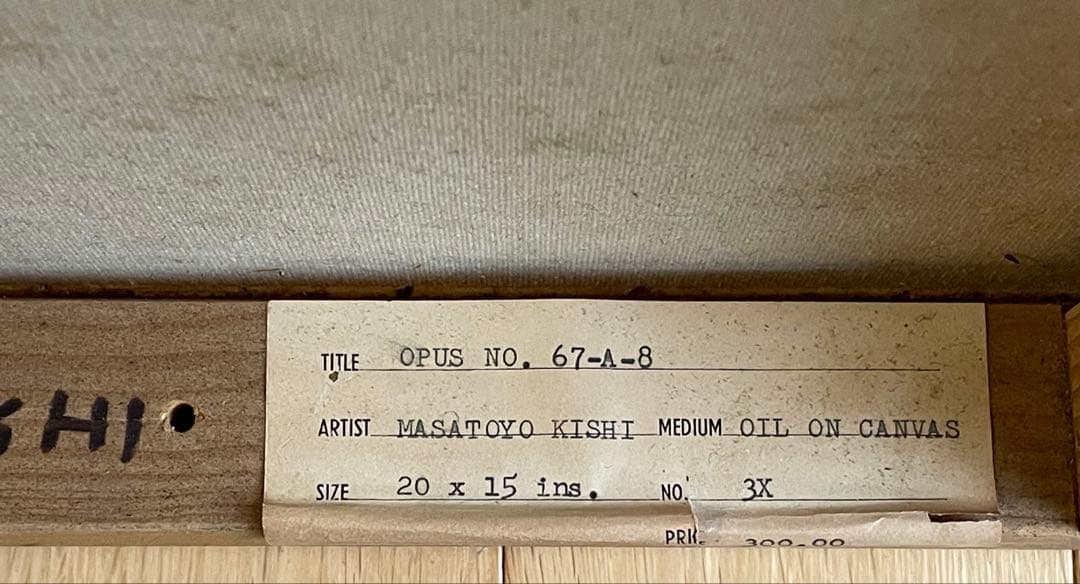 TITLE OPUS NO. 67-A-8
ARTIST MASATOYO KISHI MEDIUM OIL ON CANVAS
SIZE 20 x 15 ins. NO. 3X
SHI